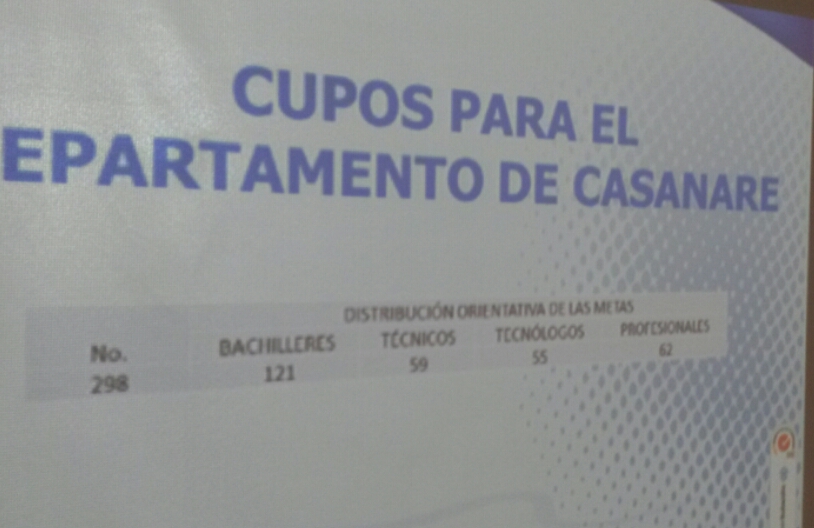 CUPOS PARA EL
EPARTAMENTO DE CASANARE
DISTRIBUCIÓN ORIENTATIVA DE LAS METAS
No. BACHILLERES TÉCNICOS TECNÓLOGOS PROFESIONALES
298 121 59 55 62